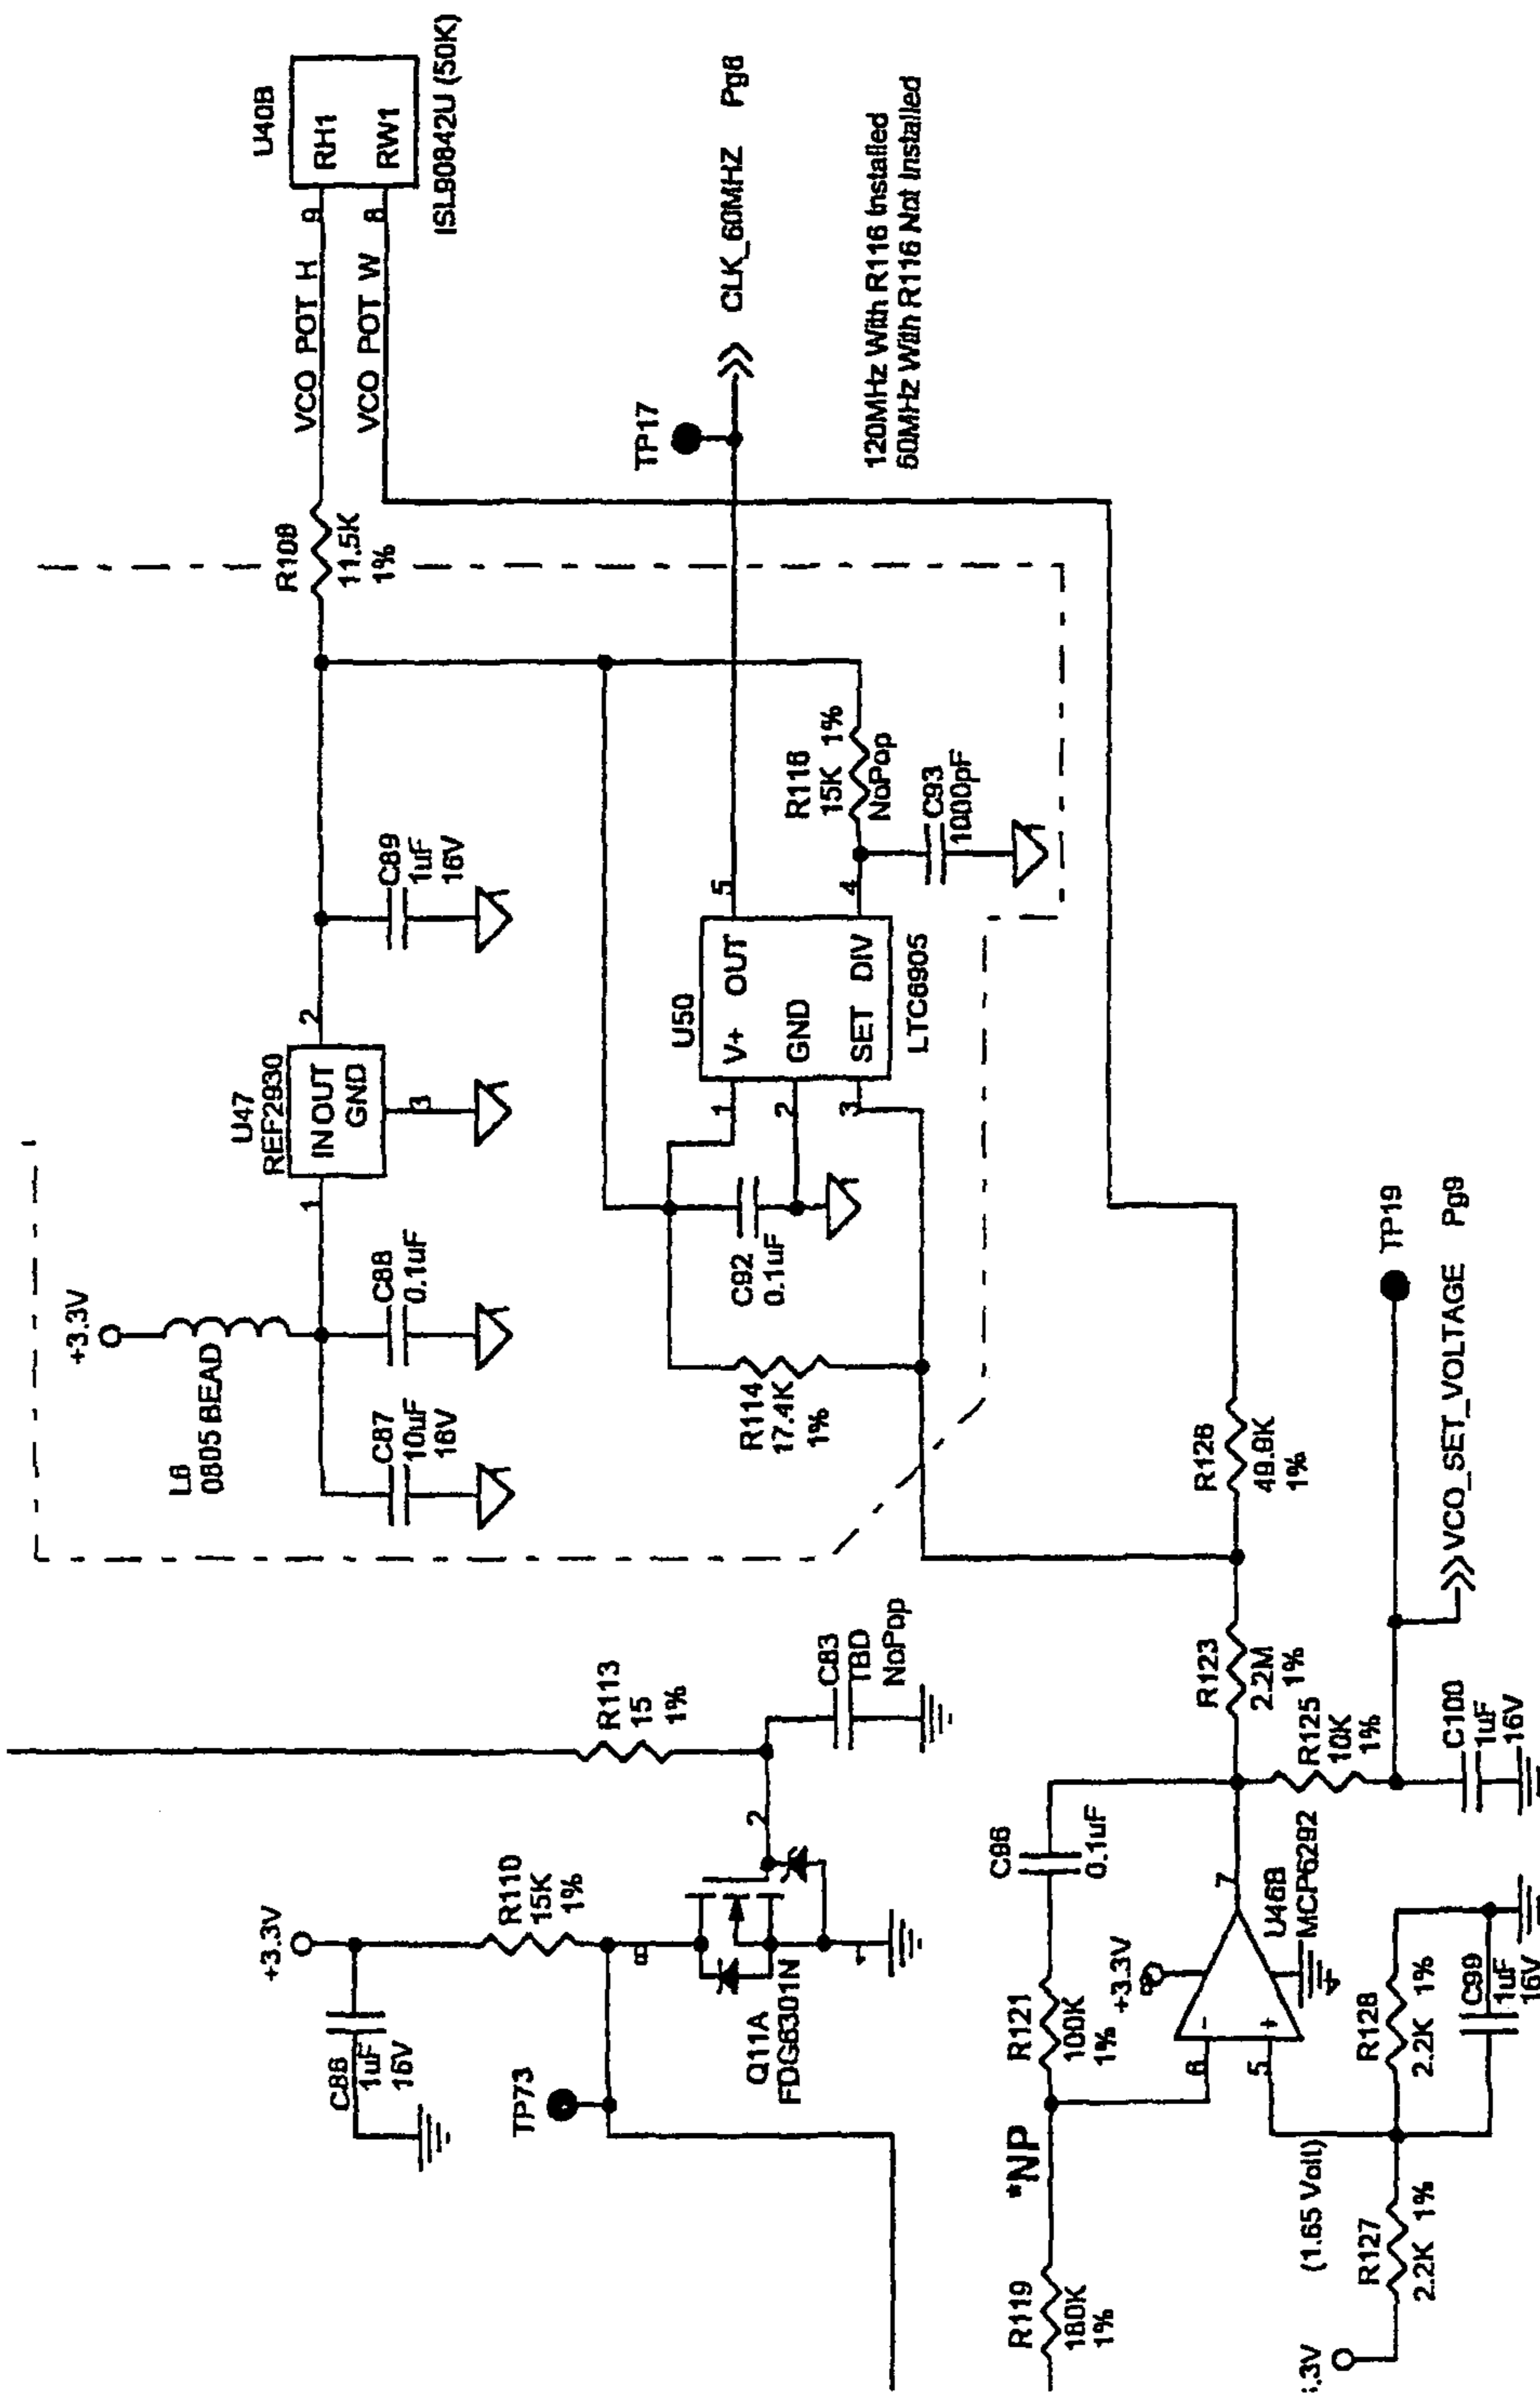 U40B
RH1
RW1
ISL90842U (50K)
VCO POT H
9
VCO POT W
8
R108
11.5K
1%
TP17
CLK_60MHZ Pg8
120MHz With R116 Installed
60MHz With R116 Not Installed
+3.3V
L6
0805 BEAD
C87
10uF
16V
C88
0.1uF
1
U47
REF2930
IN OUT
GND
2
3
C89
1uF
16V
R116
15K 1%
NoPop
C93
1000pF
U50
V+ OUT
GND
SET DIV
LTC6905
1
2
3
5
4
C92
0.1uF
R114
17.4K
1%
R126
49.9K
1%
TP19
VCO_SET_VOLTAGE Pg9
R113
15
1%
C83
TBD
NoPop
R123
2.2M
1%
R125
10K
1%
C100
1uF
16V
+3.3V
C86
1uF
16V
R110
15K
1%
TP73
Q11A
FDG6301N
2
*NP
R119
180K
1%
R121
100K
1%
C96
0.1uF
+3.3V
8
6
5
7
U46B
MCP6292
(1.65 Volt)
R127
2.2K 1%
R128
2.2K 1%
C99
1uF
16V
.3V